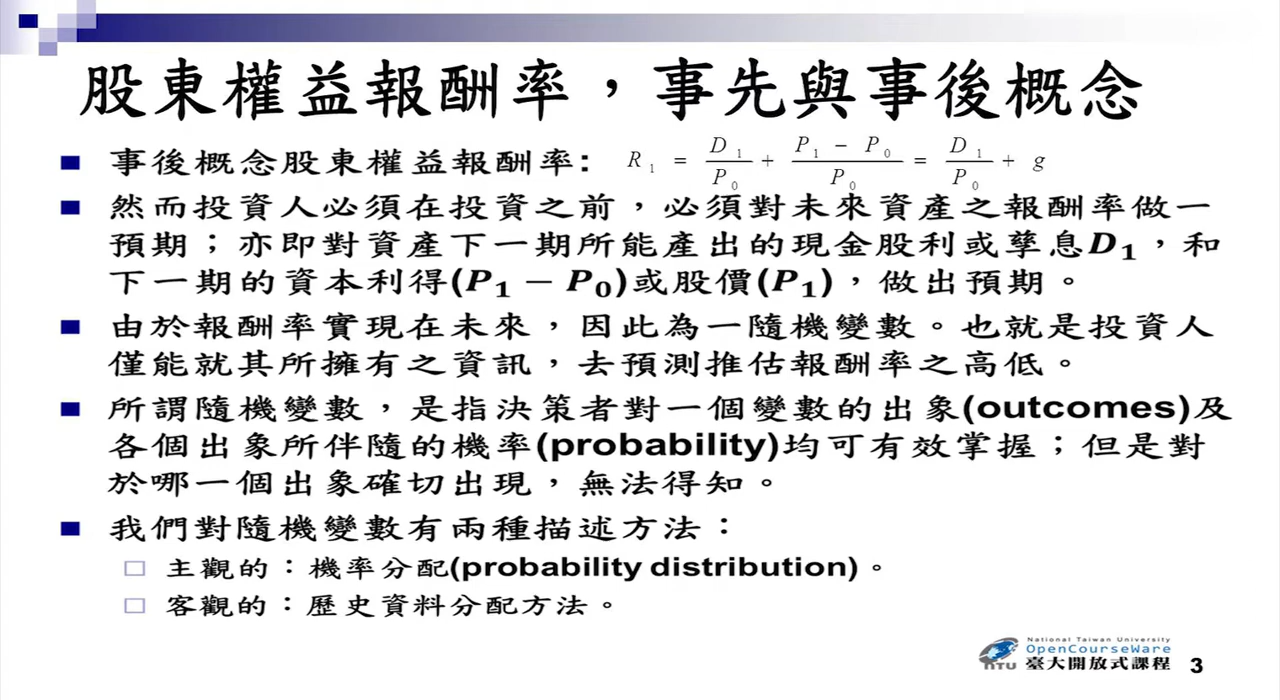 股東權益報酬率，事先與事後概念
事後概念股東權益報酬率: R₁ = D₁/P₀ + (P₁ − P₀)/P₀ = D₁/P₀ + g
然而投資人必須在投資之前，必須對未來資產之報酬率做一
預期；亦即對資產下一期所能產出的現金股利或孳息D₁，和
下一期的資本利得(P₁ − P₀)或股價(P₁)，做出預期。
由於報酬率實現在未來，因此為一隨機變數。也就是投資人
僅能就其所擁有之資訊，去預測推估報酬率之高低。
所謂隨機變數，是指決策者對一個變數的出象(outcomes)及
各個出象所伴隨的機率(probability)均可有效掌握；但是對
於哪一個出象確切出現，無法得知。
我們對隨機變數有兩種描述方法：
主觀的：機率分配(probability distribution)。
客觀的：歷史資料分配方法。
National Taiwan University
OpenCourseWare
NTU 臺大開放式課程 3